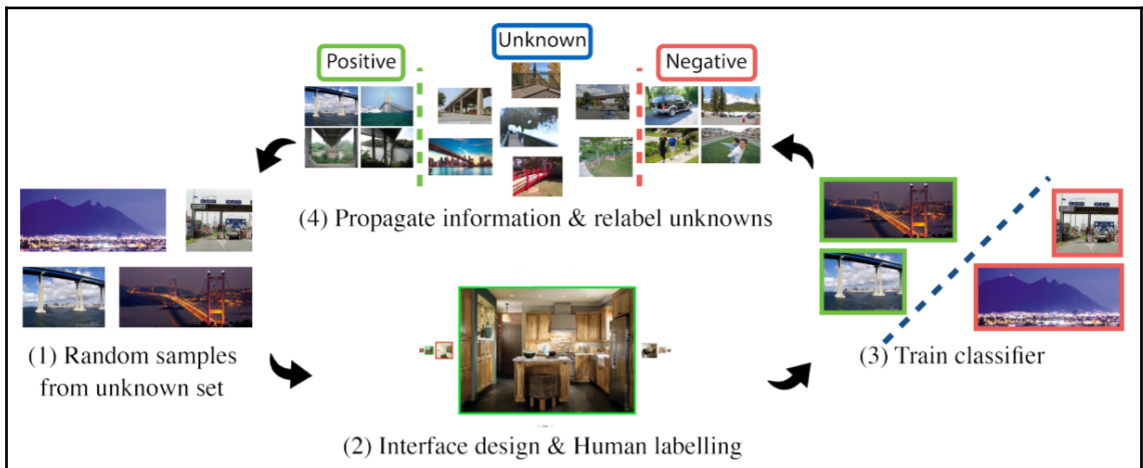 Unknown
Positive
Negative
(4) Propagate information & relabel unknowns
(1) Random samples
from unknown set
(3) Train classifier
(2) Interface design & Human labelling